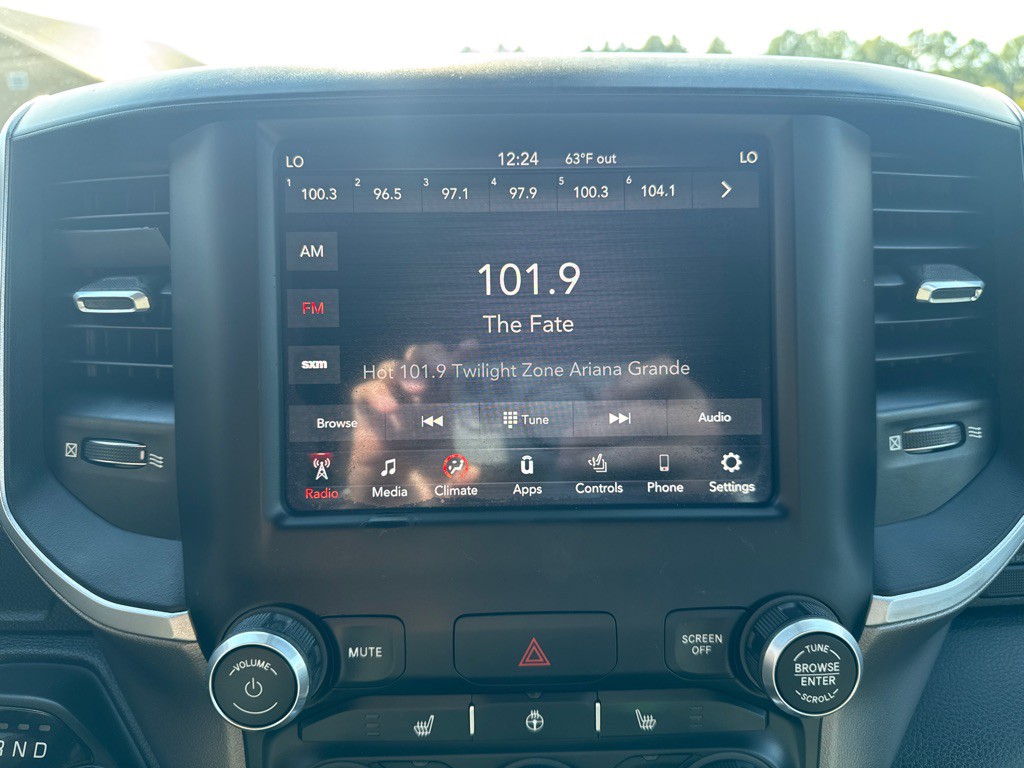 LO 12:24 63°F out LO
1 100.3 2 96.5 3 97.1 4 97.9 5 100.3 6 104.1
AM
101.9
FM
The Fate
sxm
Hot 101.9 Twilight Zone Ariana Grande
Browse Tune Audio
Radio Media Climate Apps Controls Phone Settings
VOLUME
MUTE
SCREEN
OFF
TUNE
BROWSE
ENTER
SCROLL
N D